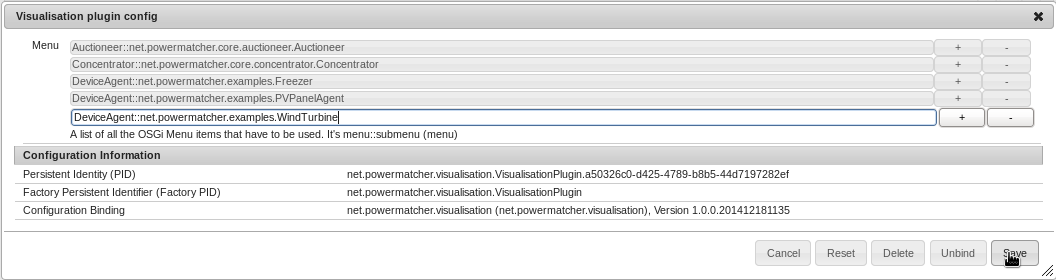 Visualisation plugin config
Menu
Auctioneer::net.powermatcher.core.auctioneer.Auctioneer + -
Concentrator::net.powermatcher.core.concentrator.Concentrator + -
DeviceAgent::net.powermatcher.examples.Freezer + -
DeviceAgent::net.powermatcher.examples.PVPanelAgent + -
DeviceAgent::net.powermatcher.examples.WindTurbine + -
A list of all the OSGi Menu items that have to be used. It's menu::submenu (menu)
Configuration Information
Persistent Identity (PID) net.powermatcher.visualisation.VisualisationPlugin.a50326c0-d425-4789-b8b5-44d7197282ef
Factory Persistent Identifier (Factory PID) net.powermatcher.visualisation.VisualisationPlugin
Configuration Binding net.powermatcher.visualisation (net.powermatcher.visualisation), Version 1.0.0.201412181135
Cancel Reset Delete Unbind Save